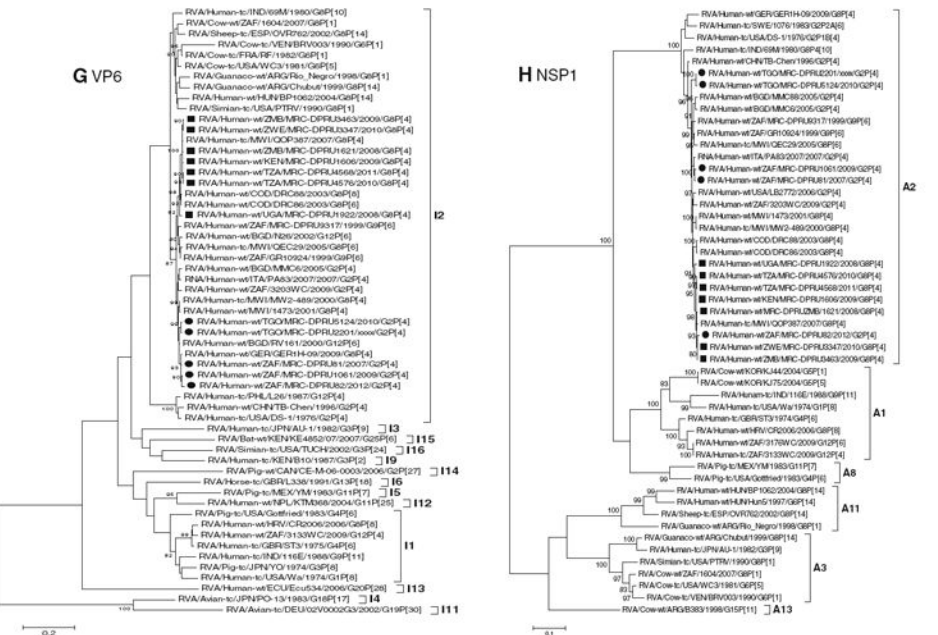 G VP6
RVA/Human-tc/IND/69M/1980/G8P[10]
RVA/Cow-wt/ZAF/1604/2007/G8P[1]
RVA/Sheep-tc/ESP/OVR762/2002/G8P[14]
RVA/Cow-tc/VEN/BRV003/1990/G6P[1]
RVA/Cow-tc/FRA/RF/1982/G6P[1]
RVA/Cow-tc/USA/WC3/1981/G6P[5]
RVA/Guanaco-wt/ARG/Rio_Negro/1998/G8P[1]
RVA/Guanaco-wt/ARG/Chubut/1999/G8P[14]
RVA/Human-wt/HUN/BP1062/2004/G8P[14]
RVA/Simian-tc/USA/PTRV/1990/G8P[1]
RVA/Human-wt/ZMB/MRC-DPRU3463/2009/G8P[4]
RVA/Human-wt/ZWE/MRC-DPRU3347/2010/G8P[4]
RVA/Human-tc/MWI/QOP387/2007/G8P[4]
RVA/Human-wt/ZMB/MRC-DPRU1621/2008/G8P[4]
RVA/Human-wt/KEN/MRC-DPRU1606/2009/G8P[4]
RVA/Human-wt/TZA/MRC-DPRU4568/2011/G8P[4]
RVA/Human-wt/TZA/MRC-DPRU4576/2010/G8P[4]
RVA/Human-wt/COD/DRC88/2003/G8P[8]
RVA/Human-wt/COD/DRC86/2003/G8P[6]
RVA/Human-wt/UGA/MRC-DPRU1922/2008/G8P[4]
RVA/Human-wt/ZAF/MRC-DPRU9317/1999/G9P[6]
RVA/Human-wt/BGD/N26/2002/G12P[6]
RVA/Human-tc/MWI/QEC29/2005/G8P[6]
RVA/Human-wt/ZAF/GR10924/1999/G9P[6]
RVA/Human-wt/BGD/MMC6/2005/G2P[4]
RNA/Human-wt/ITA/PA83/2007/2007/G2P[4]
RVA/Human-wt/ZAF/3203WC/2009/G2P[4]
RVA/Human-tc/MWI/MW2-489/2000/G8P[4]
RVA/Human-wt/MWI/1473/2001/G8P[4]
RVA/Human-wt/TGO/MRC-DPRU5124/2010/G2P[4]
RVA/Human-wt/TGO/MRC-DPRU2201/xxxx/G2P[4]
RVA/Human-wt/BGD/RV161/2000/G12P[6]
RVA/Human-wt/GER/GER1H-09/2009/G8P[4]
RVA/Human-wt/ZAF/MRC-DPRU81/2007/G2P[4]
RVA/Human-wt/ZAF/MRC-DPRU1061/2009/G2P[4]
RVA/Human-wt/ZAF/MRC-DPRU82/2012/G2P[4]
RVA/Human-tc/PHL/L26/1987/G12P[4]
RVA/Human-wt/CHN/TB-Chen/1996/G2P[4]
RVA/Human-tc/USA/DS-1/1976/G2P[4]
I2
RVA/Human-tc/JPN/AU-1/1982/G3P[9] I3
RVA/Bat-wt/KEN/KE4852/07/2007/G25P[6] I15
RVA/Simian-tc/USA/TUCH/2002/G3P[24] I16
RVA/Human-tc/KEN/B10/1987/G3P[2] I9
RVA/Pig-wt/CAN/CE-M-06-0003/2006/G2P[27] I14
RVA/Horse-tc/GBR/L338/1991/G13P[18] I6
RVA/Pig-tc/MEX/YM/1983/G11P[7] I5
RVA/Human-wt/NPL/KTM368/2004/G11P[25] I12
RVA/Pig-tc/USA/Gottfried/1983/G4P[6]
RVA/Human-wt/HRV/CR2006/2006/G8P[8]
RVA/Human-wt/ZAF/3133WC/2009/G12P[4]
RVA/Human-tc/GBR/ST3/1975/G4P[6]
RVA/Human-tc/IND/116E/1988/G9P[11]
RVA/Pig-tc/JPN/YO/1974/G3P[8]
RVA/Human-tc/USA/Wa/1974/G1P[8]
I1
RVA/Human-wt/ECU/Ecu534/2006/G20P[28] I13
RVA/Avian-tc/JPN/PO-13/1983/G18P[17] I4
RVA/Avian-tc/DEU/02V0002G3/2002/G19P[30] I11
100
0.2
H NSP1
RVA/Human-wt/GER/GER1H-09/2009/G8P[4]
RVA/Human-tc/SWE/1076/1983/G2P2A[6]
RVA/Human-tc/USA/DS-1/1976/G2P1B[4]
RVA/Human-tc/IND/69M/1980/G8P4[10]
RVA/Human-wt/CHN/TB-Chen/1996/G2P[4]
RVA/Human-wt/TGO/MRC-DPRU2201/xxxx/G2P[4]
RVA/Human-wt/TGO/MRC-DPRU5124/2010/G2P[4]
RVA/Human-wt/BGD/MMC88/2005/G2P[4]
RVA/Human-wt/BGD/MMC6/2005/G2P[4]
RVA/Human-wt/ZAF/MRC-DPRU9317/1999/G9P[6]
RVA/Human-wt/ZAF/GR10924/1999/G9P[6]
RVA/Human-tc/MWI/QEC29/2005/G8P[6]
RNA/Human-wt/ITA/PA83/2007/2007/G2P[4]
RVA/Human-wt/ZAF/MRC-DPRU1061/2009/G2P[4]
RVA/Human-wt/ZAF/MRC-DPRU81/2007/G2P[4]
RVA/Human-wt/USA/LB2772/2006/G2P[4]
RVA/Human-wt/ZAF/3203WC/2009/G2P[4]
RVA/Human-wt/MWI/1473/2001/G8P[4]
RVA/Human-tc/MWI/MW2-489/2000/G8P[4]
RVA/Human-wt/COD/DRC88/2003/G8P[4]
RVA/Human-wt/COD/DRC86/2003/G8P[4]
RVA/Human-wt/UGA/MRC-DPRU1922/2008/G8P[4]
RVA/Human-wt/TZA/MRC-DPRU4576/2010/G8P[4]
RVA/Human-wt/TZA/MRC-DPRU4568/2011/G8P[4]
RVA/Human-wt/KEN/MRC-DPRU1606/2009/G8P[4]
RVA/Human-wt/MRC-DPRUZMB/1621/2008/G8P[4]
RVA/Human-tc/MWI/QOP387/2007/G8P[4]
RVA/Human-wt/ZAF/MRC-DPRU82/2012/G2P[4]
RVA/Human-wt/ZWE/MRC-DPRU3347/2010/G8P[4]
RVA/Human-wt/ZMB/MRC-DPRU3463/2009/G8P[4]
A2
100
100
RVA/Cow-wt/KOR/KJ44/2004/G5P[1]
RVA/Cow-wt/KOR/KJ75/2004/G5P[5]
RVA/Human-tc/IND/116E/1988/G9P[11]
RVA/Human-tc/USA/Wa/1974/G1P[8]
RVA/Human-tc/GBR/ST3/1974/G4P[6]
RVA/Human-wt/HRV/CR2006/2006/G8P[8]
RVA/Human-wt/ZAF/3176WC/2009/G12P[6]
RVA/Human-tc/ZAF/3133WC/2009/G12P[4]
A1
RVA/Pig-tc/MEX/YM/1983/G11P[7]
RVA/Pig-tc/USA/Gottfried/1983/G4P[6]
A8
RVA/Human-wt/HUN/BP1062/2004/G8P[14]
RVA/Human-wt/HUN/Hun5/1997/G6P[14]
RVA/Sheep-tc/ESP/OVR762/2002/G8P[14]
RVA/Guanaco-wt/ARG/Rio_Negro/1998/G8P[1]
A11
RVA/Guanaco-wt/ARG/Chubut/1999/G8P[14]
RVA/Human-tc/JPN/AU-1/1982/G3P[9]
RVA/Simian-tc/USA/PTRV/1990/G8P[1]
RVA/Cow-wt/ZAF/1604/2007/G8P[1]
RVA/Cow-tc/USA/WC3/1981/G6P[5]
RVA/Cow-tc/VEN/BRV003/1990/G6P[1]
A3
RVA/Cow-wt/ARG/B383/1998/G15P[11] A13
0.1